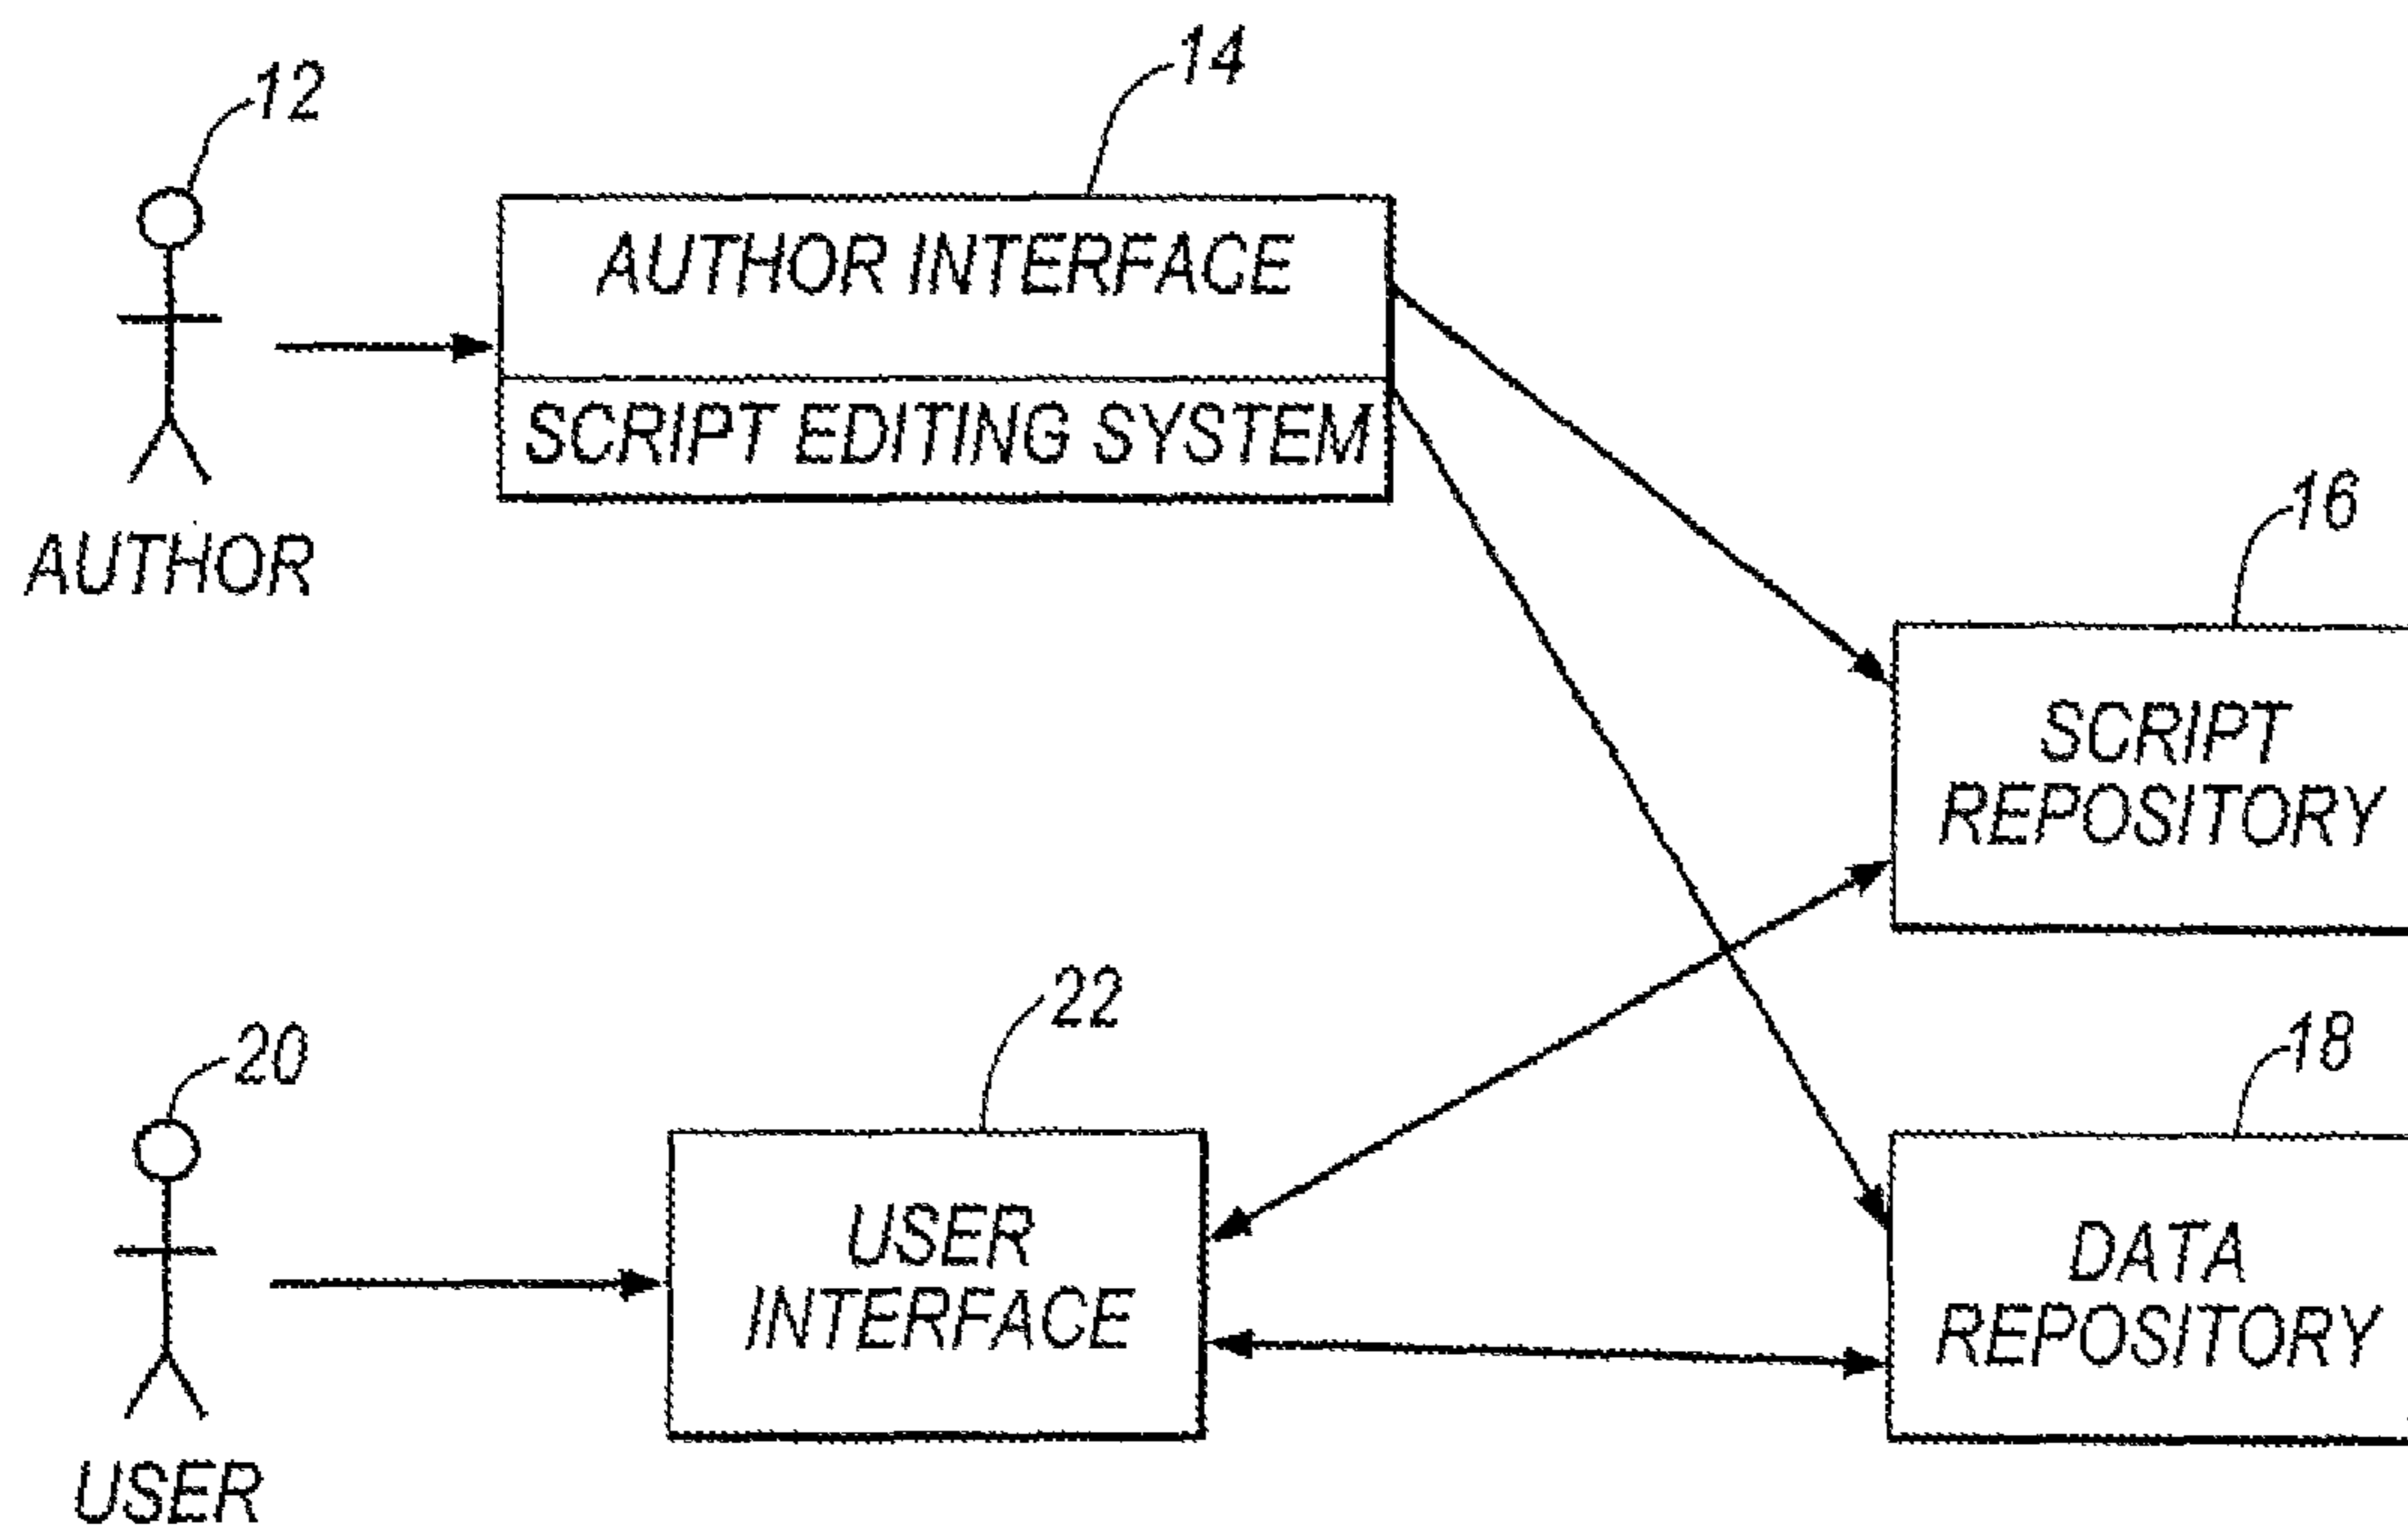 12
14
AUTHOR INTERFACE
SCRIPT EDITING SYSTEM
AUTHOR
16
SCRIPT
REPOSITORY
20
22
18
USER
INTERFACE
DATA
REPOSITORY
USER